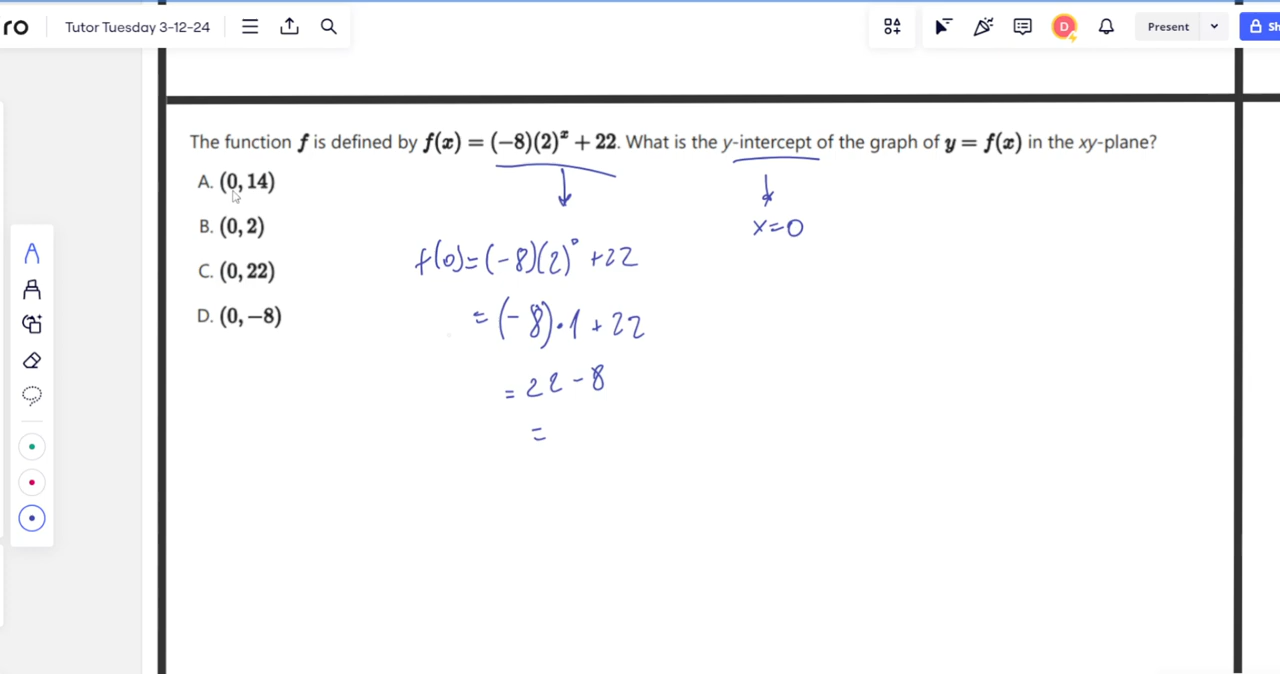 ro Tutor Tuesday 3-12-24 D Present Sh
The function f is defined by f(x) = (−8)(2)ˣ + 22. What is the y-intercept of the graph of y = f(x) in the xy-plane?
A. (0, 14)
B. (0, 2)
C. (0, 22)
D. (0, −8)
x=0
f(0)=(-8)(2)⁰ +22
= (-8)·1+22
= 22-8
=